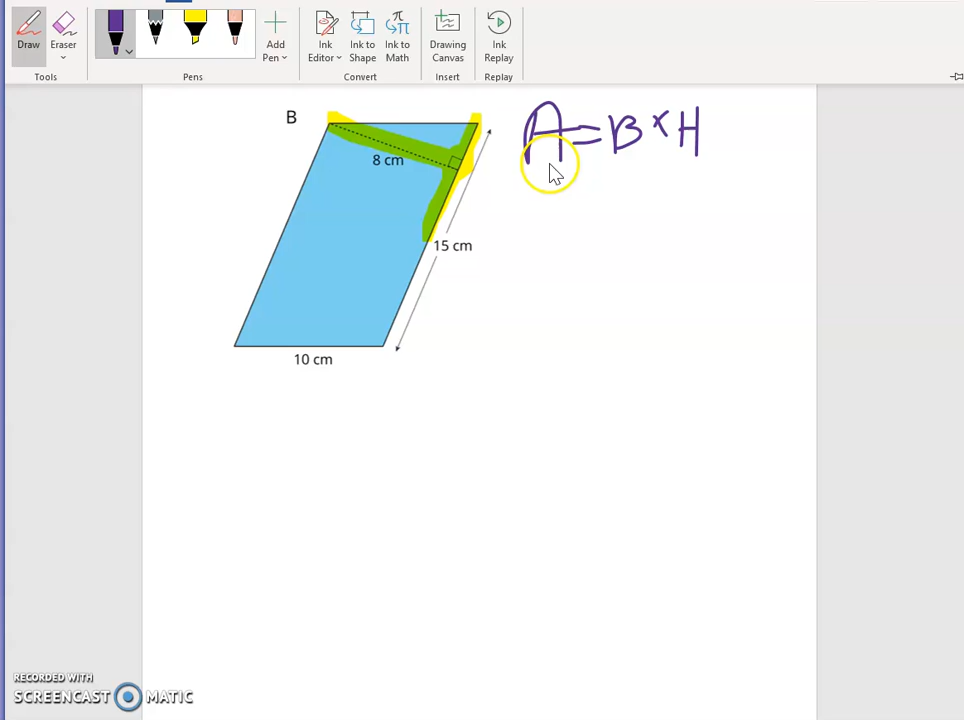 Draw
Eraser
Add
Pen
Ink
Editor
Ink to
Shape
Ink to
Math
Drawing
Canvas
Ink
Replay
Tools
Pens
Convert
Insert
Replay
B
A=B×H
8 cm
15 cm
10 cm
RECORDED WITH
SCREENCAST MATIC